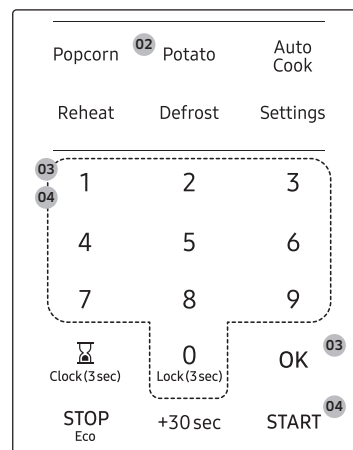 Popcorn 02 Potato Auto
Cook
Reheat Defrost Settings
03
1 2 3
04
4 5 6
7 8 9
0 OK 03
Clock(3 sec) Lock(3 sec)
STOP +30 sec START 04
Eco